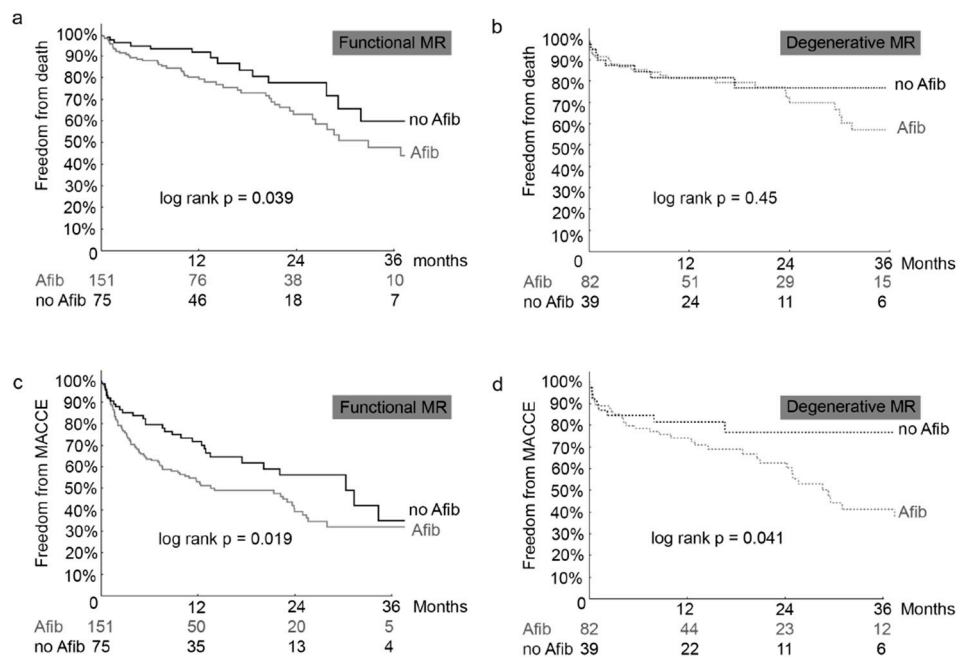 a
Freedom from death
100%
90%
80%
70%
60%
50%
40%
30%
20%
10%
0
Functional MR
no Afib
Afib
log rank p = 0.039
12 24 36 months
Afib 151 76 38 10
no Afib 75 46 18 7
b
Freedom from death
100%
90%
80%
70%
60%
50%
40%
30%
20%
10%
0
Degenerative MR
no Afib
Afib
log rank p = 0.45
12 24 36 Months
Afib 82 51 29 15
no Afib 39 24 11 6
c
Freedom from MACCE
100%
90%
80%
70%
60%
50%
40%
30%
20%
10%
0
Functional MR
no Afib
Afib
log rank p = 0.019
12 24 36 Months
Afib 151 50 20 5
no Afib 75 35 13 4
d
Freedom from MACCE
100%
90%
80%
70%
60%
50%
40%
30%
20%
10%
0
Degenerative MR
no Afib
Afib
log rank p = 0.041
12 24 36 Months
Afib 82 44 23 12
no Afib 39 22 11 6